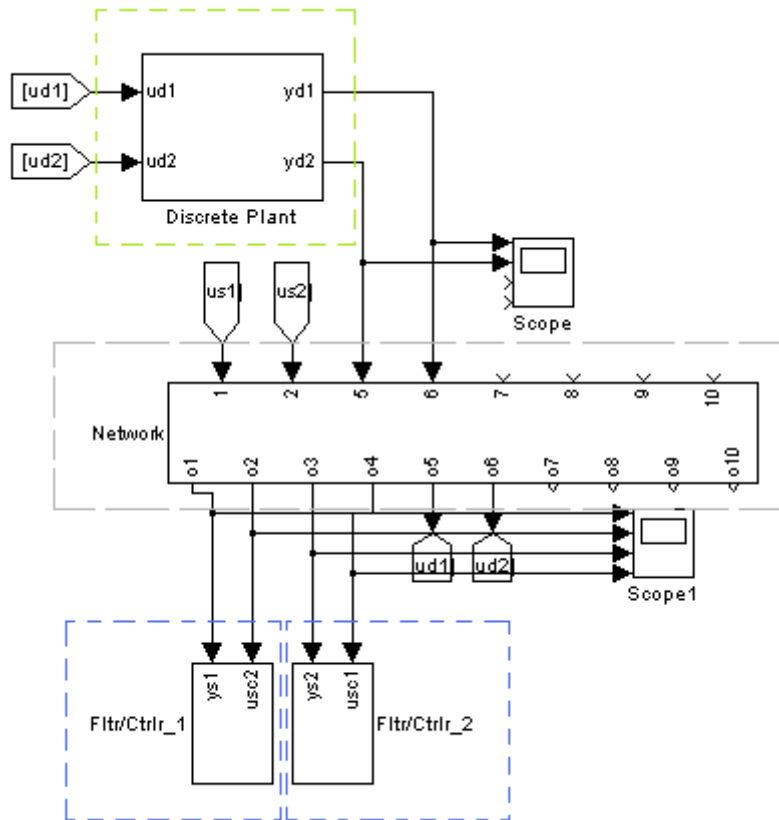 [ud1] ud1 yd1
[ud2] ud2 yd2
Discrete Plant
us1 us2
Scope
1 2 5 6 7 8 9 10
Network
o1 o2 o3 o4 o5 o6 o7 o8 o9 o10
ud1 ud2
Scope1
ys1 usc2 ys2 usc1
Fltr/Ctrlr_1 Fltr/Ctrlr_2